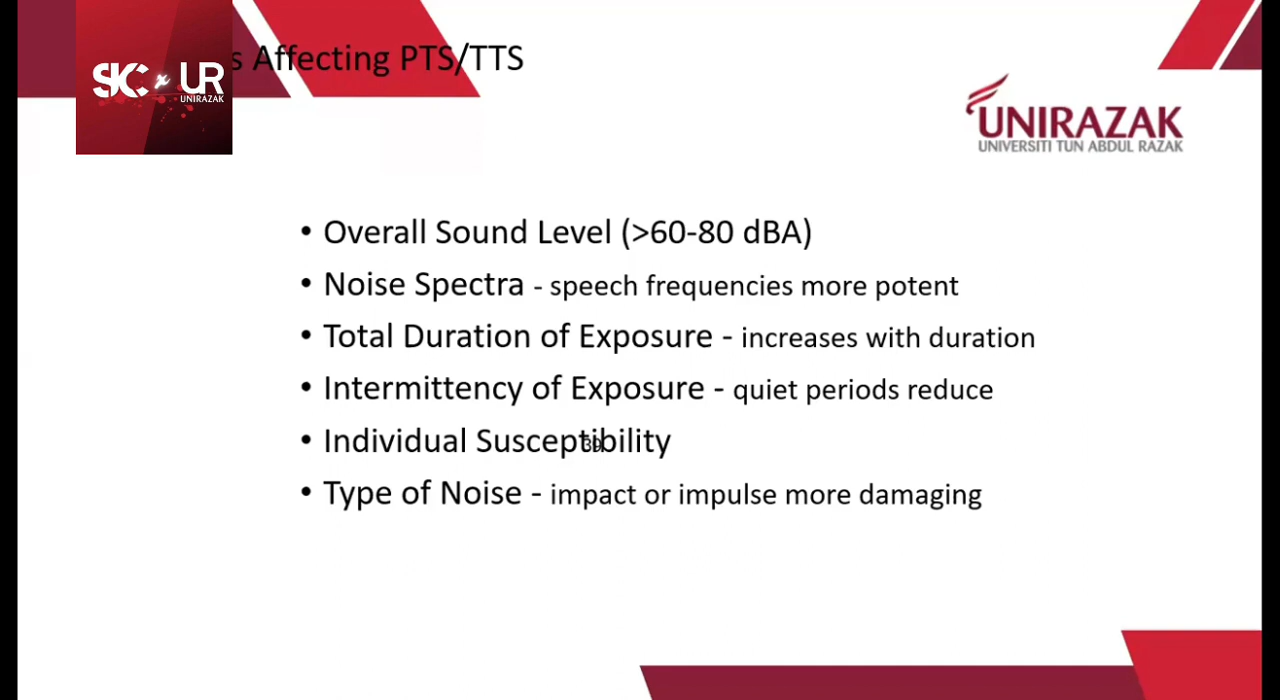 s Affecting PTS/TTS
SIC x UR
UNIRAZAK
UNIRAZAK
UNIVERSITI TUN ABDUL RAZAK
• Overall Sound Level (>60-80 dBA)
• Noise Spectra - speech frequencies more potent
• Total Duration of Exposure - increases with duration
• Intermittency of Exposure - quiet periods reduce
• Individual Susceptibility
39
• Type of Noise - impact or impulse more damaging